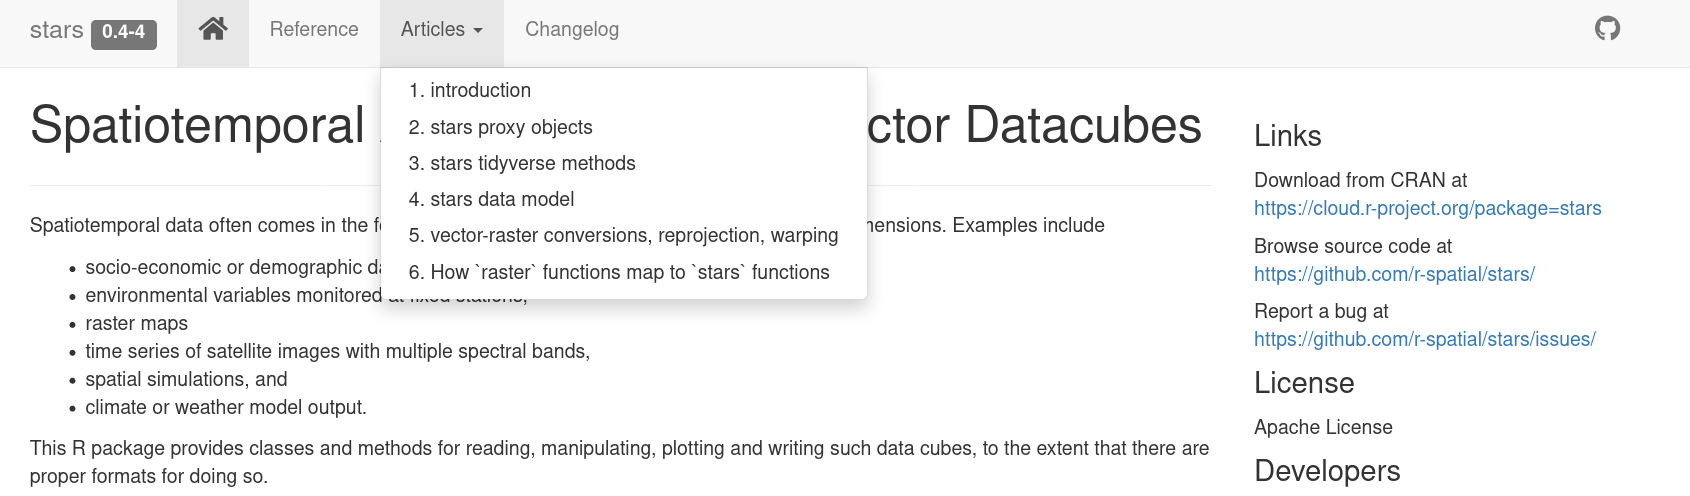 stars 0.4-4 Reference Articles Changelog
1. introduction
2. stars proxy objects
3. stars tidyverse methods
4. stars data model
5. vector-raster conversions, reprojection, warping
6. How `raster` functions map to `stars` functions
Spatiotemporal ctor Datacubes
Spatiotemporal data often comes in the mensions. Examples include
socio-economic or demographic
environmental variables monitored at fixed stations,
raster maps
time series of satellite images with multiple spectral bands,
spatial simulations, and
climate or weather model output.
This R package provides classes and methods for reading, manipulating, plotting and writing such data cubes, to the extent that there are
proper formats for doing so.
Links
Download from CRAN at
https://cloud.r-project.org/package=stars
Browse source code at
https://github.com/r-spatial/stars/
Report a bug at
https://github.com/r-spatial/stars/issues/
License
Apache License
Developers